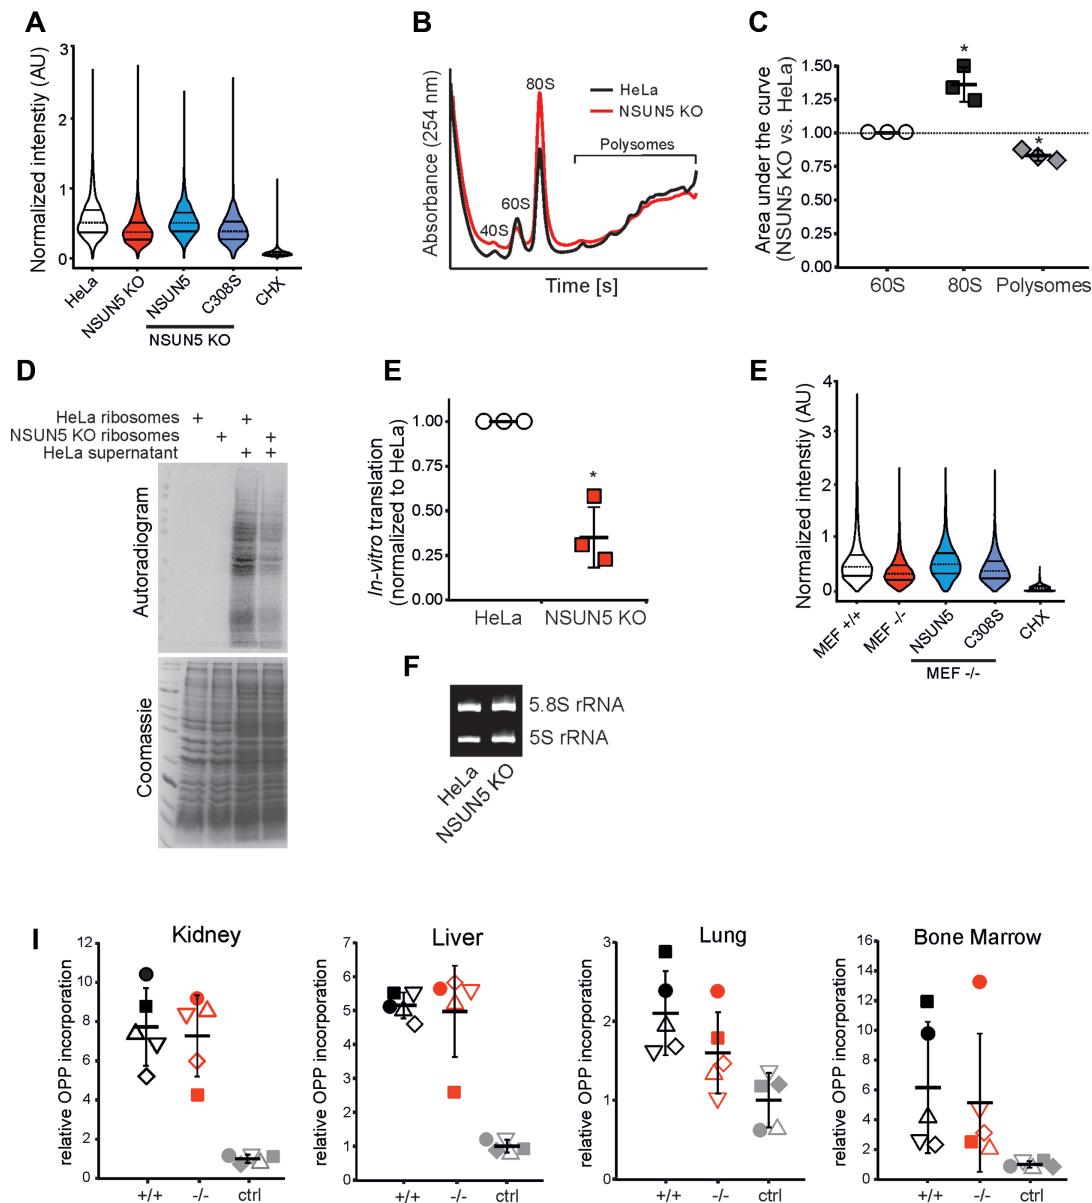 A
Normalized intenstiy (AU)
3
2
1
0
HeLa
NSUN5 KO
NSUN5
C308S
CHX
NSUN5 KO
B
Absorbance (254 nm)
80S
HeLa
NSUN5 KO
Polysomes
60S
40S
Time [s]
C
Area under the curve
(NSUN5 KO vs. HeLa)
1.50
1.25
1.00
0.75
0.50
0.25
0.00
*
*
60S
80S
Polysomes
D
HeLa ribosomes + +
NSUN5 KO ribosomes + +
HeLa supernatant + +
Autoradiogram
Coomassie
E
In-vitro translation
(normalized to HeLa)
1.00
0.75
0.50
0.25
0.00
*
HeLa
NSUN5 KO
E
Normalized intenstiy (AU)
4
3
2
1
0
MEF +/+
MEF -/-
NSUN5
C308S
CHX
MEF -/-
F
5.8S rRNA
5S rRNA
HeLa
NSUN5 KO
I
Kidney
relative OPP incorporation
12
10
8
6
4
2
0
+/+
-/-
ctrl
Liver
relative OPP incorporation
7
6
5
4
3
2
1
0
+/+
-/-
ctrl
Lung
relative OPP incorporation
3
2
1
0
+/+
-/-
ctrl
Bone Marrow
relative OPP incorporation
16
14
12
10
8
6
4
2
0
+/+
-/-
ctrl